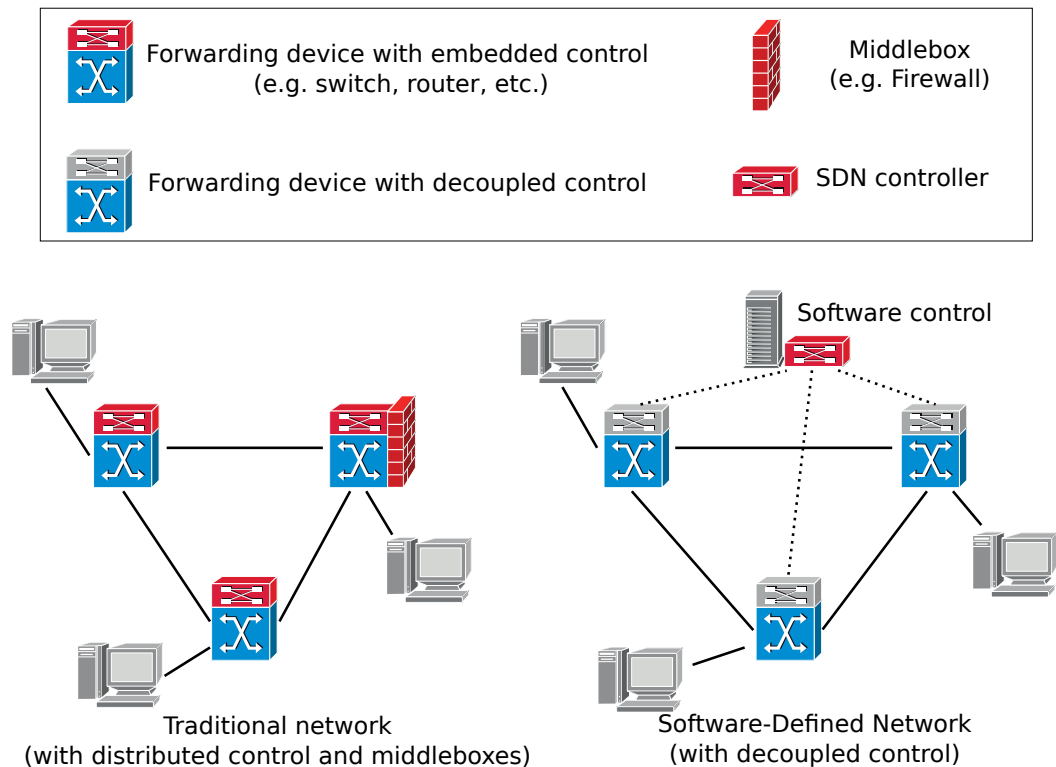 Forwarding device with embedded control
(e.g. switch, router, etc.)
Middlebox
(e.g. Firewall)
Forwarding device with decoupled control
SDN controller
Software control
Traditional network
(with distributed control and middleboxes)
Software-Defined Network
(with decoupled control)